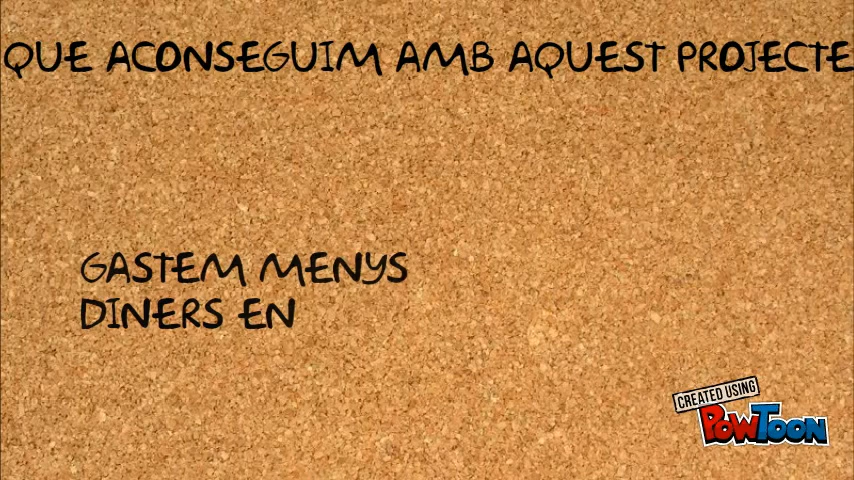 QUE ACONSEGUIM AMB AQUEST PROJECTE
GASTEM MENYS
DINERS EN
CREATED USING
POWTOON